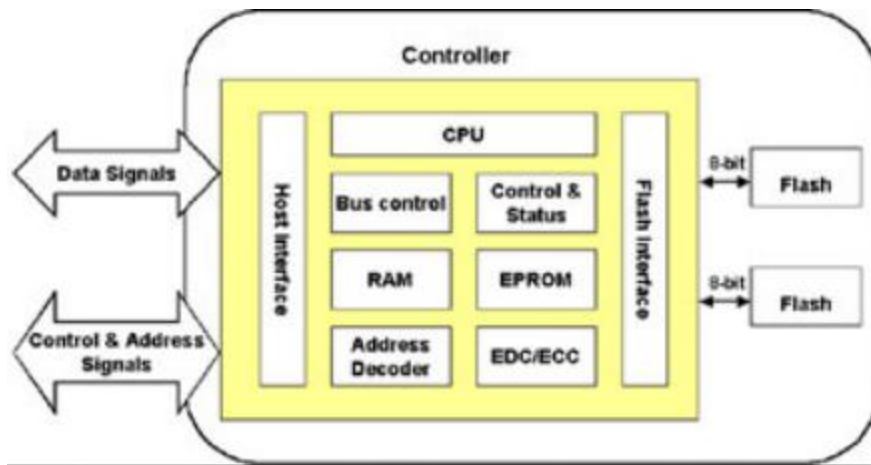 Controller
CPU
Data Signals
Host Interface
Bus control
Control &
Status
Flash Interface
8-bit
Flash
RAM
EPROM
8-bit
Flash
Control & Address
Signals
Address
Decoder
EDC/ECC